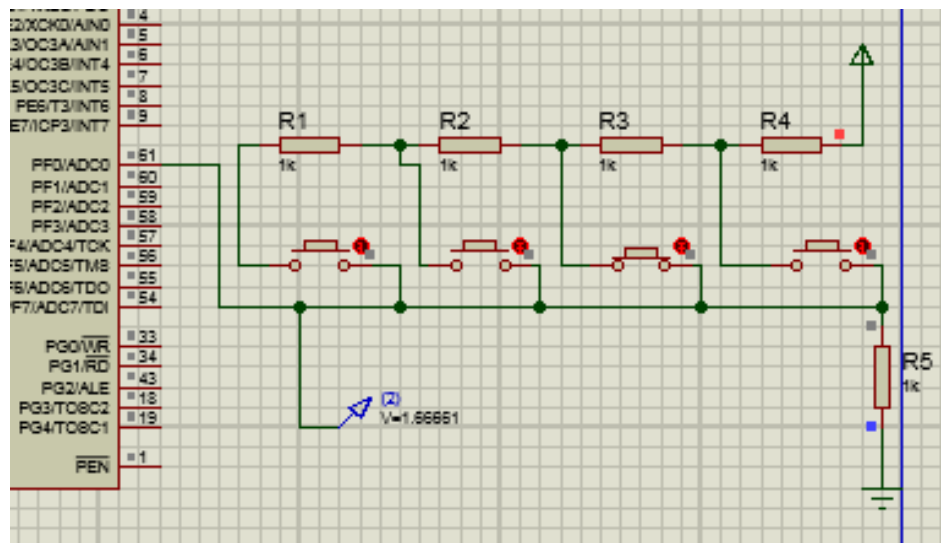 4
E2/XCK0/AIN0
5
3/OC3A/AIN1
6
4/OC3B/INT4
7
5/OC3C/INT5
8
PE6/T3/INT6
9
E7/ICP3/INT7
61
PF0/ADC0
60
PF1/ADC1
59
PF2/ADC2
58
PF3/ADC3
57
F4/ADC4/TCK
56
F5/ADC5/TMS
55
F6/ADC6/TDO
54
PF7/ADC7/TDI
33
PG0/WR
34
PG1/RD
43
PG2/ALE
18
PG3/TOSC2
19
PG4/TOSC1
1
PEN
R1
1k
R2
1k
R3
1k
R4
1k
R5
1k
(2)
V=1.66661